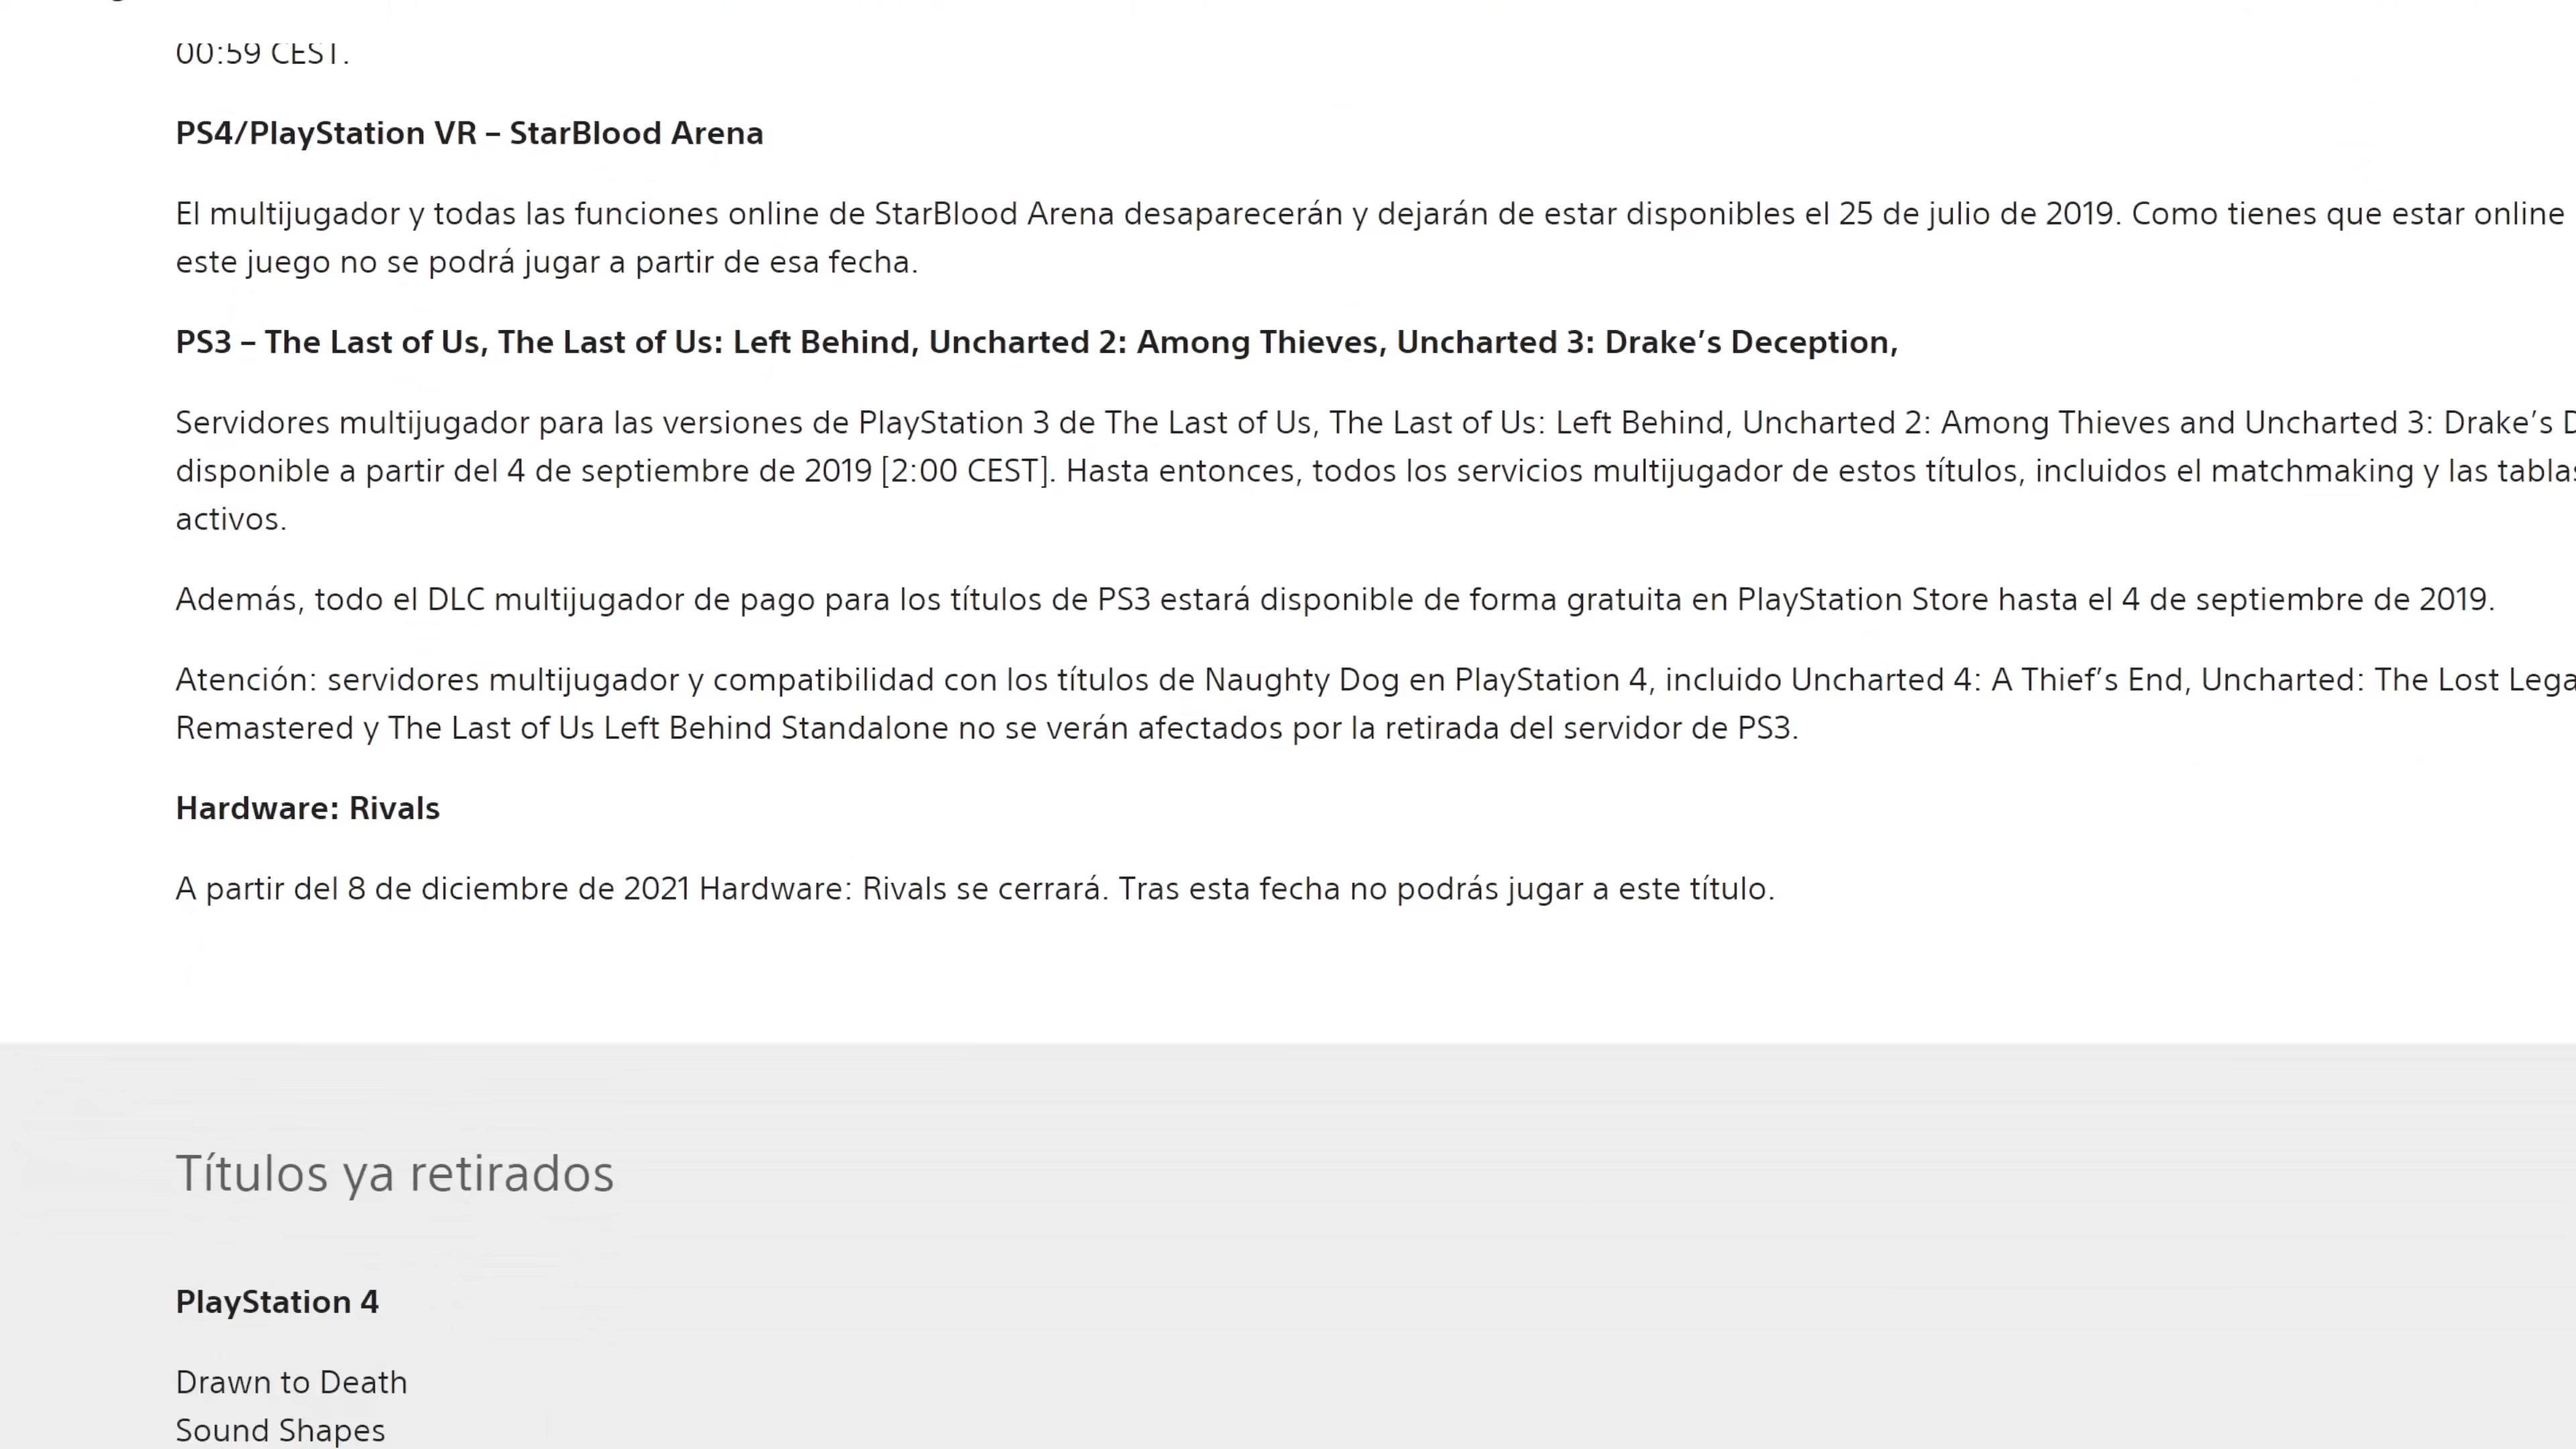 00:59 CEST.
PS4/PlayStation VR – StarBlood Arena
El multijugador y todas las funciones online de StarBlood Arena desaparecerán y dejarán de estar disponibles el 25 de julio de 2019. Como tienes que estar online
este juego no se podrá jugar a partir de esa fecha.
PS3 – The Last of Us, The Last of Us: Left Behind, Uncharted 2: Among Thieves, Uncharted 3: Drake’s Deception,
Servidores multijugador para las versiones de PlayStation 3 de The Last of Us, The Last of Us: Left Behind, Uncharted 2: Among Thieves and Uncharted 3: Drake’s
disponible a partir del 4 de septiembre de 2019 [2:00 CEST]. Hasta entonces, todos los servicios multijugador de estos títulos, incluidos el matchmaking y las tablas
activos.
Además, todo el DLC multijugador de pago para los títulos de PS3 estará disponible de forma gratuita en PlayStation Store hasta el 4 de septiembre de 2019.
Atención: servidores multijugador y compatibilidad con los títulos de Naughty Dog en PlayStation 4, incluido Uncharted 4: A Thief’s End, Uncharted: The Lost
Remastered y The Last of Us Left Behind Standalone no se verán afectados por la retirada del servidor de PS3.
Hardware: Rivals
A partir del 8 de diciembre de 2021 Hardware: Rivals se cerrará. Tras esta fecha no podrás jugar a este título.
Títulos ya retirados
PlayStation 4
Drawn to Death
Sound Shapes